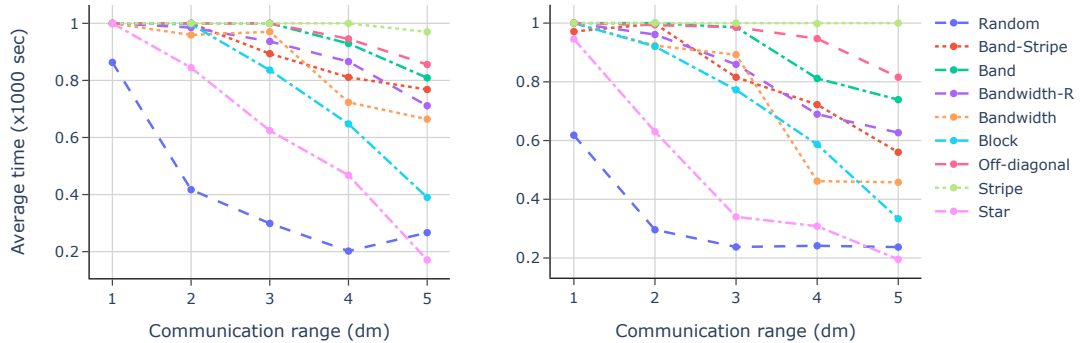 Average time (x1000 sec)
1
0.8
0.6
0.4
0.2
1 2 3 4 5
Communication range (dm)
1
0.8
0.6
0.4
0.2
1 2 3 4 5
Communication range (dm)
Random
Band-Stripe
Band
Bandwidth-R
Bandwidth
Block
Off-diagonal
Stripe
Star